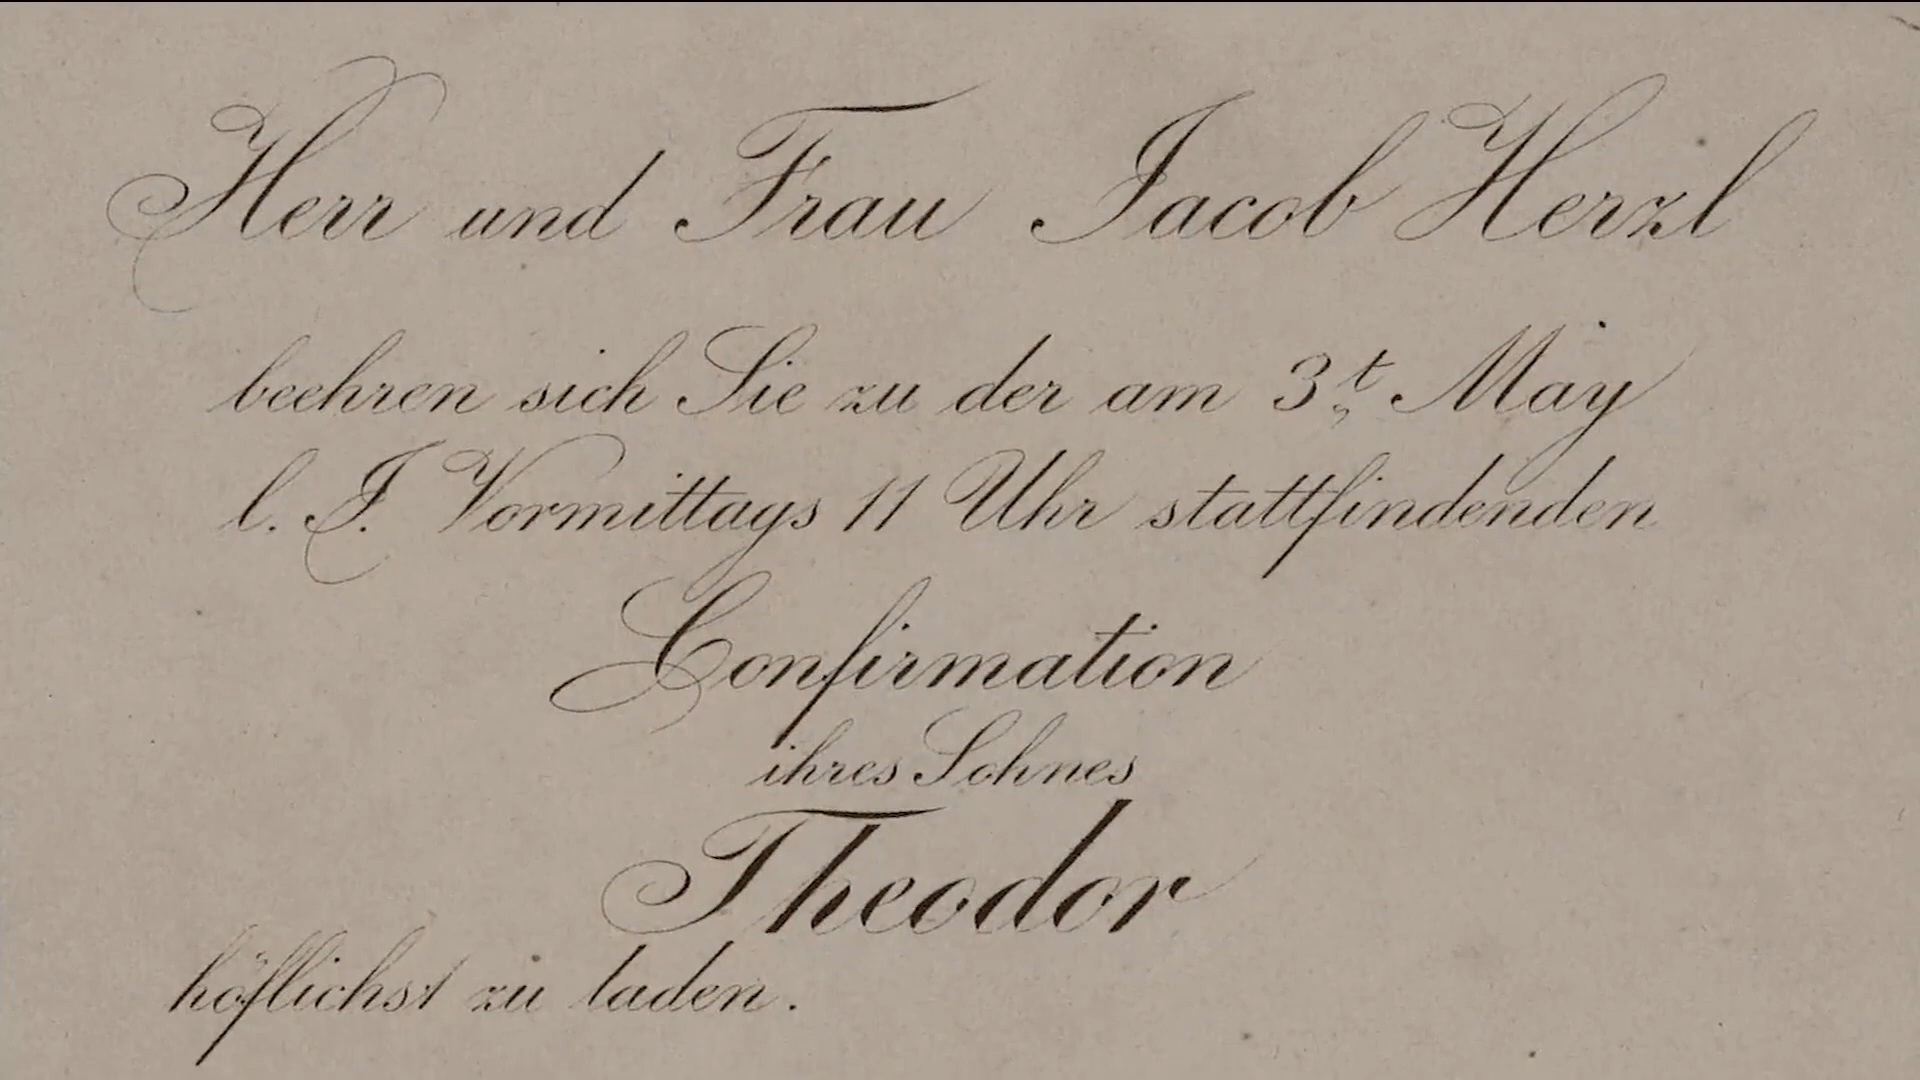 Herr und Frau Jacob Herzl
beehren sich Sie zu der am 3t. May
l. J. Vormittags 11 Uhr stattfindenden
Confirmation
ihres Sohnes
Theodor
höflichst zu laden.